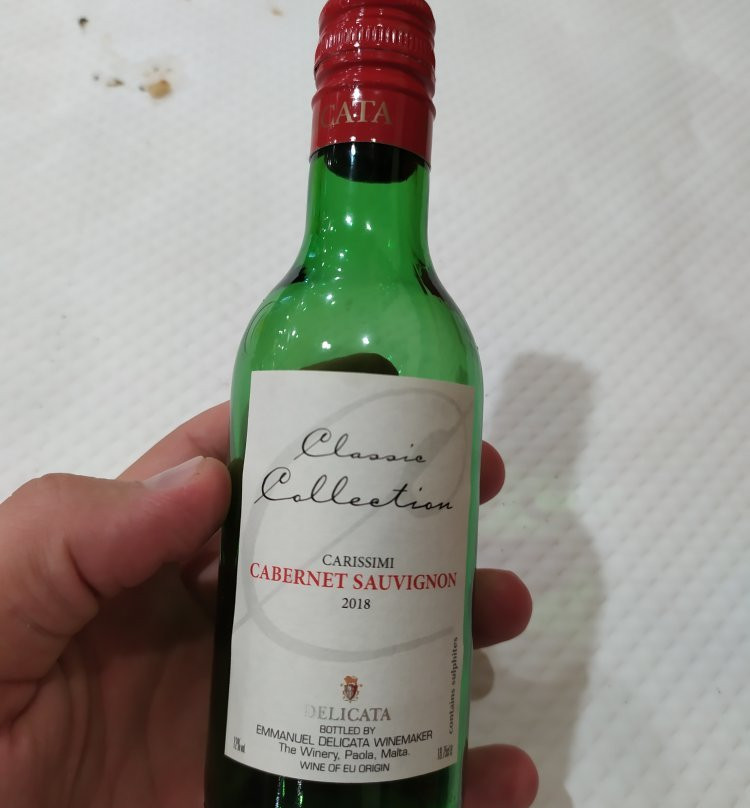 CATA
Classic
Collection
CARISSIMI
CABERNET SAUVIGNON
2018
DELICATA
BOTTLED BY
EMMANUEL DELICATA WINEMAKER
The Winery, Paola, Malta.
WINE OF EU ORIGIN
contains sulphites